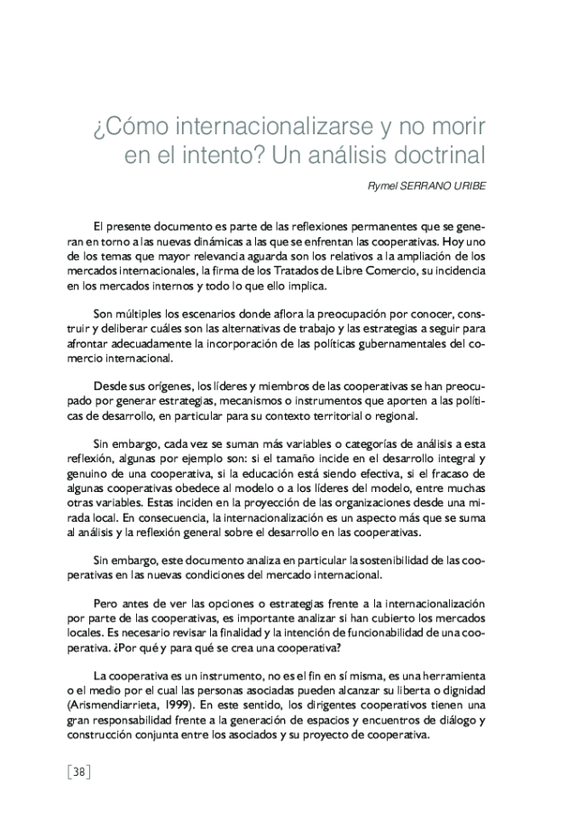 ¿Cómo internacionalizarse y no morir
en el intento? Un análisis doctrinal
Rymel SERRANO URIBE
El presente documento es parte de las reflexiones permanentes que se gene-
ran en torno a las nuevas dinámicas a las que se enfrentan las cooperativas. Hoy uno
de los temas que mayor relevancia aguarda son los relativos a la ampliación de los
mercados internacionales, la firma de los Tratados de Libre Comercio, su incidencia
en los mercados internos y todo lo que ello implica.
Son múltiples los escenarios donde aflora la preocupación por conocer, cons-
truir y deliberar cuáles son las alternativas de trabajo y las estrategias a seguir para
afrontar adecuadamente la incorporación de las políticas gubernamentales del co-
mercio internacional.
Desde sus orígenes, los líderes y miembros de las cooperativas se han preocu-
pado por generar estrategias, mecanismos o instrumentos que aporten a las políti-
cas de desarrollo, en particular para su contexto territorial o regional.
Sin embargo, cada vez se suman más variables o categorías de análisis a esta
reflexión, algunas por ejemplo son: si el tamaño incide en el desarrollo integral y
genuino de una cooperativa, si la educación está siendo efectiva, si el fracaso de
algunas cooperativas obedece al modelo o a los líderes del modelo, entre muchas
otras variables. Estas inciden en la proyección de las organizaciones desde una mi-
rada local. En consecuencia, la internacionalización es un aspecto más que se suma
al análisis y la reflexión general sobre el desarrollo en las cooperativas.
Sin embargo, este documento analiza en particular la sostenibilidad de las coo-
perativas en las nuevas condiciones del mercado internacional.
Pero antes de ver las opciones o estrategias frente a la internacionalización
por parte de las cooperativas, es importante analizar si han cubierto los mercados
locales. Es necesario revisar la finalidad y la intención de funcionabilidad de una coo-
perativa. ¿Por qué y para qué se crea una cooperativa?
La cooperativa es un instrumento, no es el fin en sí misma, es una herramienta
o el medio por el cual las personas asociadas pueden alcanzar su liberta o dignidad
(Arismendiarrieta, 1999). En este sentido, los dirigentes cooperativos tienen una
gran responsabilidad frente a la generación de espacios y encuentros de diálogo y
construcción conjunta entre los asociados y su proyecto de cooperativa.
[38]